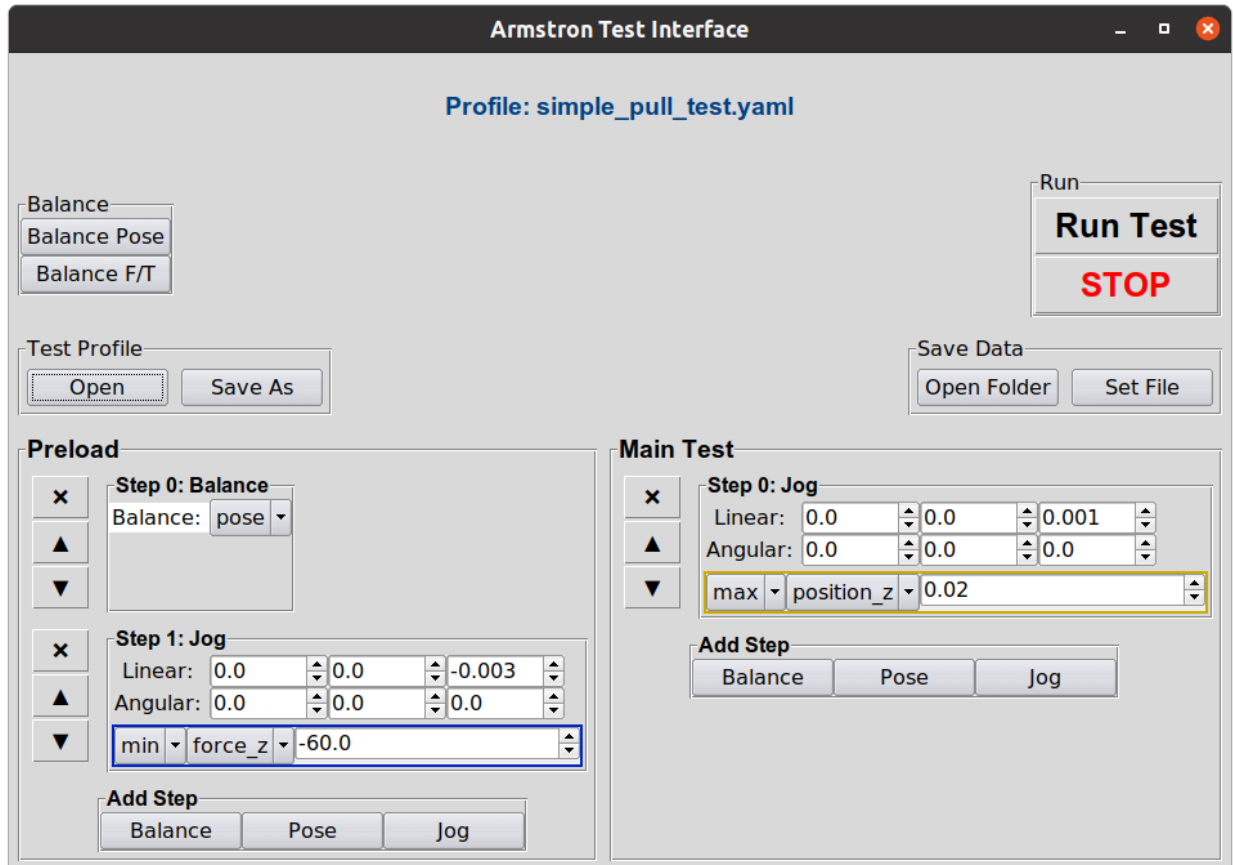 Armstron Test Interface
Profile: simple_pull_test.yaml
Balance
Balance Pose
Balance F/T
Run
Run Test
STOP
Test Profile
Open Save As
Save Data
Open Folder Set File
Preload
Step 0: Balance
Balance: pose
Step 1: Jog
Linear: 0.0 0.0 -0.003
Angular: 0.0 0.0 0.0
min force_z -60.0
Add Step
Balance Pose Jog
Main Test
Step 0: Jog
Linear: 0.0 0.0 0.001
Angular: 0.0 0.0 0.0
max position_z 0.02
Add Step
Balance Pose Jog